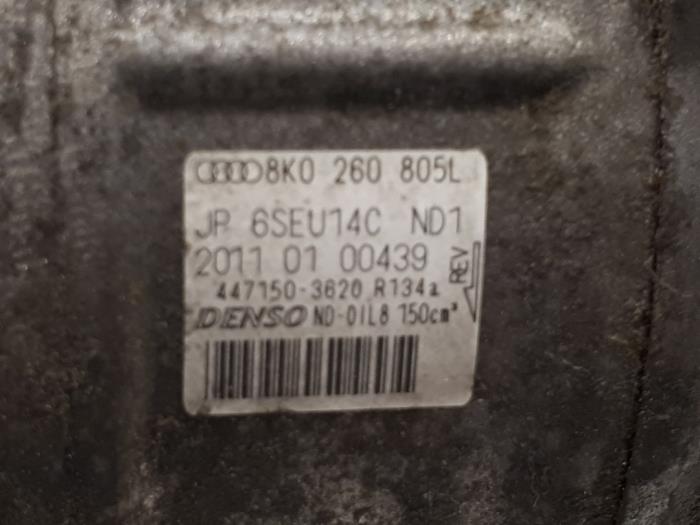 8K0 260 805L
JP 6SEU14C ND1
2011 01 00439
REV
447150-3620 R134a
DENSO ND-OIL8 150cm³